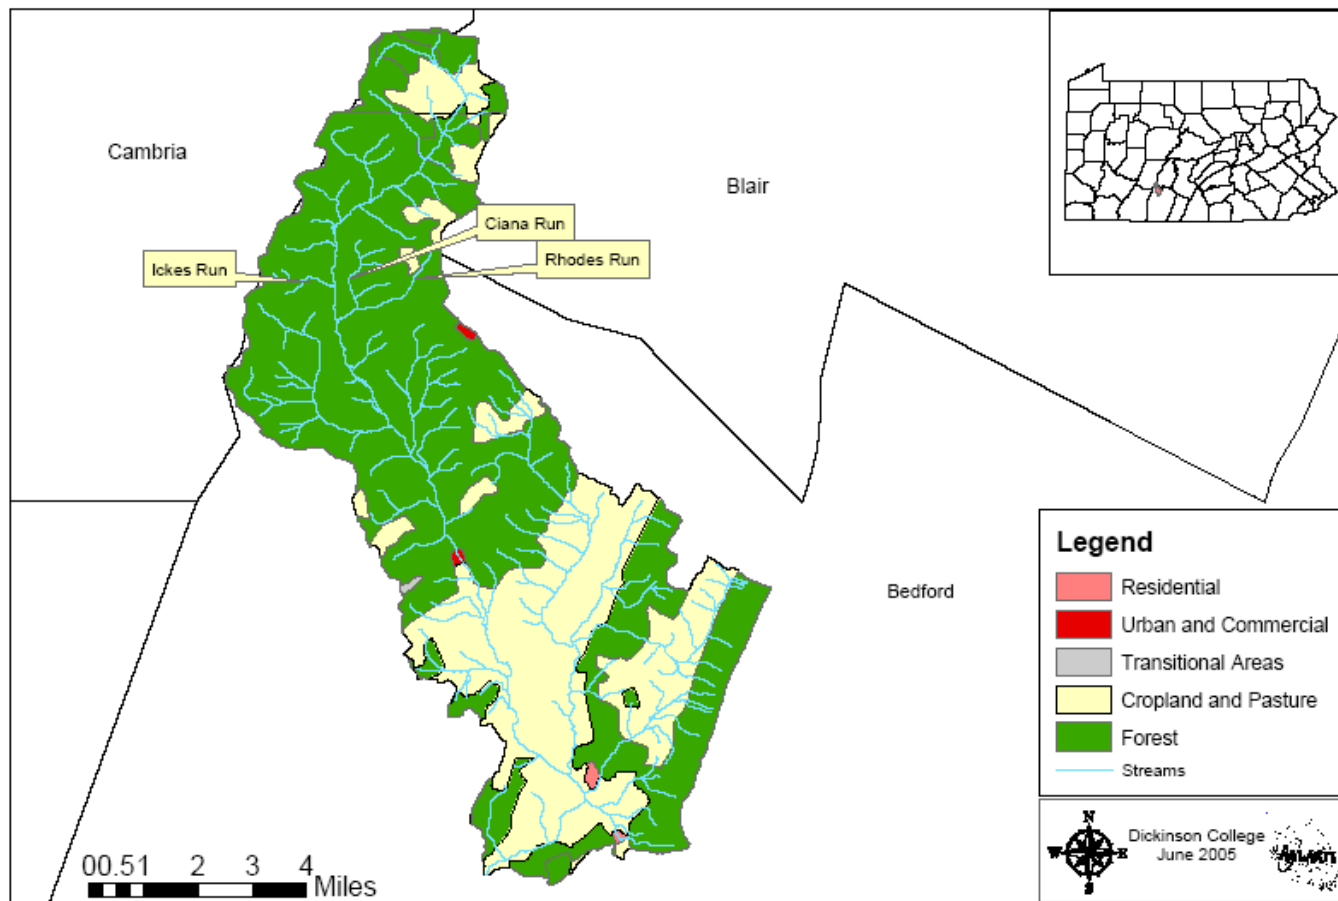 Cambria
Blair
Ciana Run
Ickes Run
Rhodes Run
Bedford
Legend
Residential
Urban and Commercial
Transitional Areas
Cropland and Pasture
Forest
Streams
00.51 2 3 4
Miles
N
W E
S
Dickinson College
June 2005